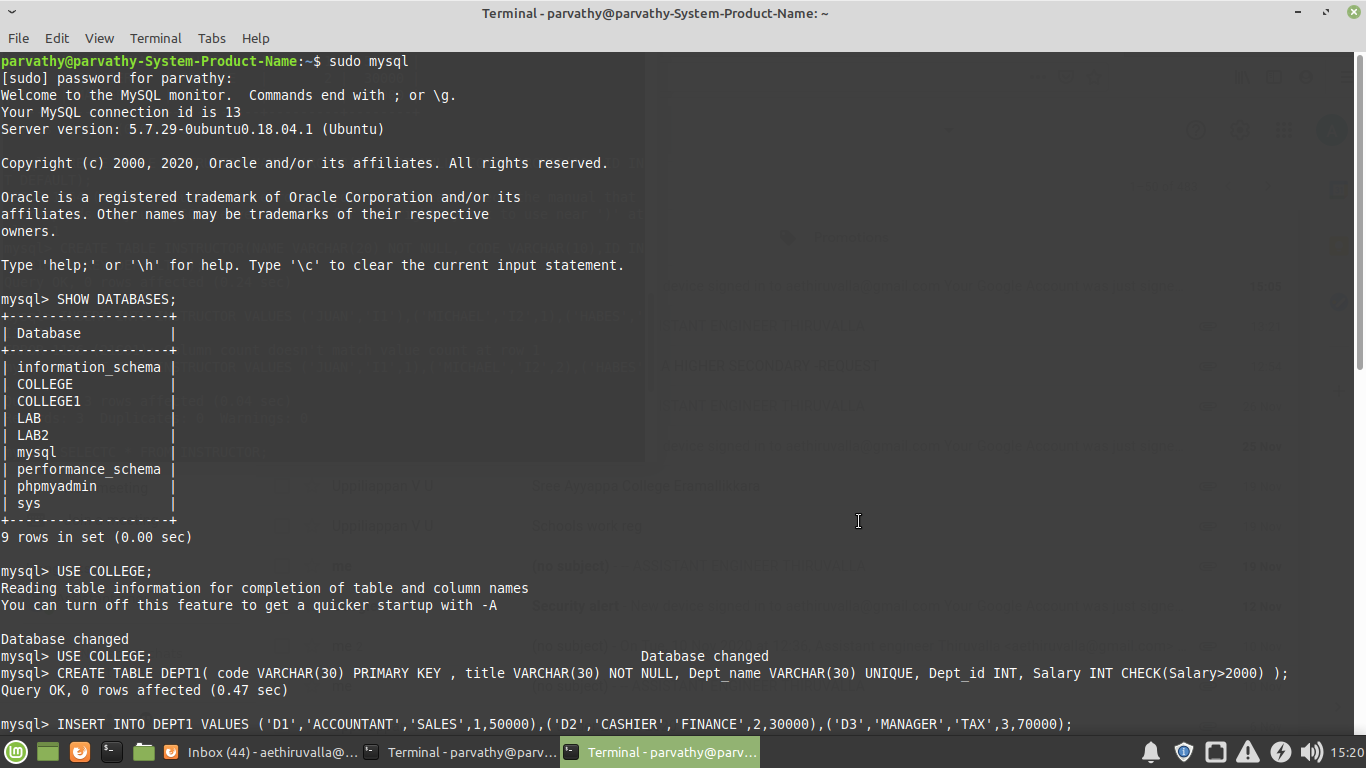 Terminal - parvathy@parvathy-System-Product-Name: ~
File Edit View Terminal Tabs Help
parvathy@parvathy-System-Product-Name:~$ sudo mysql
[sudo] password for parvathy:
Welcome to the MySQL monitor.  Commands end with ; or \g.
Your MySQL connection id is 13
Server version: 5.7.29-0ubuntu0.18.04.1 (Ubuntu)
Copyright (c) 2000, 2020, Oracle and/or its affiliates. All rights reserved.
Oracle is a registered trademark of Oracle Corporation and/or its
affiliates. Other names may be trademarks of their respective
owners.
Type 'help;' or '\h' for help. Type '\c' to clear the current input statement.
mysql> SHOW DATABASES;
+--------------------+
| Database           |
+--------------------+
| information_schema |
| COLLEGE            |
| COLLEGE1           |
| LAB                |
| LAB2               |
| mysql              |
| performance_schema |
| phpmyadmin         |
| sys                |
+--------------------+
9 rows in set (0.00 sec)
mysql> USE COLLEGE;
Reading table information for completion of table and column names
You can turn off this feature to get a quicker startup with -A
Database changed
mysql> USE COLLEGE; Database changed
mysql> CREATE TABLE DEPT1( code VARCHAR(30) PRIMARY KEY , title VARCHAR(30) NOT NULL, Dept_name VARCHAR(30) UNIQUE, Dept_id INT, Salary INT CHECK(Salary>2000) );
Query OK, 0 rows affected (0.47 sec)
mysql> INSERT INTO DEPT1 VALUES ('D1','ACCOUNTANT','SALES',1,50000),('D2','CASHIER','FINANCE',2,30000),('D3','MANAGER','TAX',3,70000);
Inbox (44) - aethiruvalla@... Terminal - parvathy@parv... Terminal - parvathy@parv... 15:20